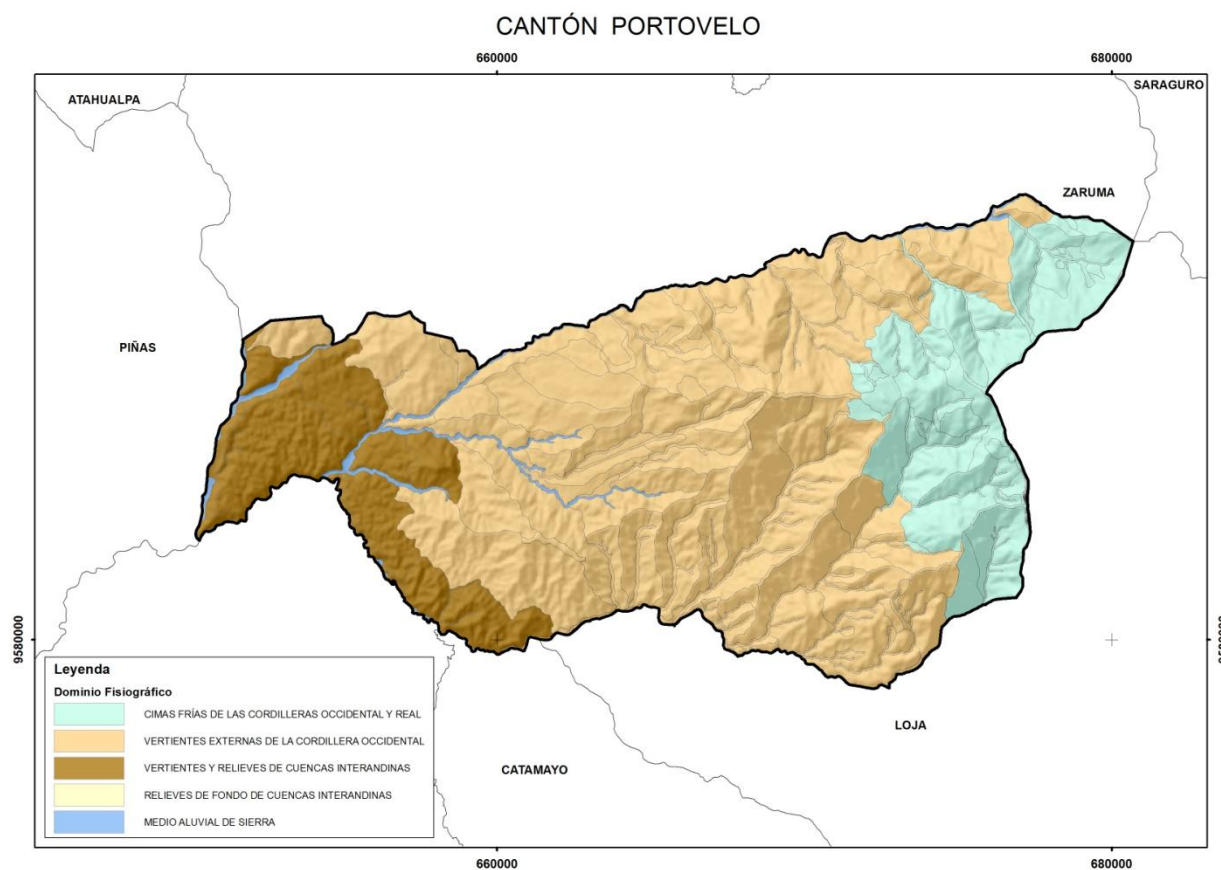 CANTÓN PORTOVELO
660000
680000
ATAHUALPA
SARAGURO
ZARUMA
PIÑAS
9580000
9580000
Leyenda
Dominio Fisiográfico
CIMAS FRÍAS DE LAS CORDILLERAS OCCIDENTAL Y REAL
VERTIENTES EXTERNAS DE LA CORDILLERA OCCIDENTAL
VERTIENTES Y RELIEVES DE CUENCAS INTERANDINAS
RELIEVES DE FONDO DE CUENCAS INTERANDINAS
MEDIO ALUVIAL DE SIERRA
LOJA
CATAMAYO
660000
680000